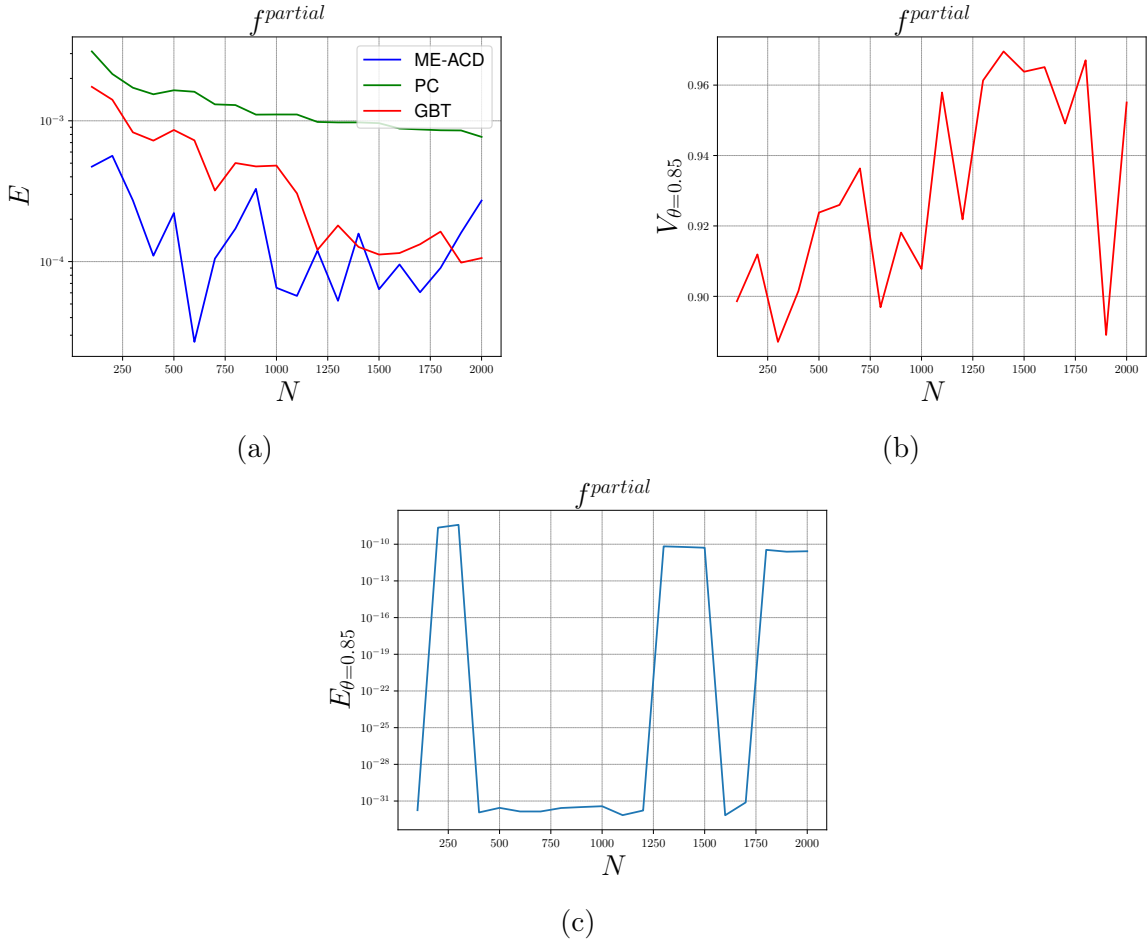 f^{partial}
ME-ACD
PC
GBT
10^{-3}
10^{-4}
E
250 500 750 1000 1250 1500 1750 2000
N
(a)
f^{partial}
0.96
0.94
0.92
0.90
V_{θ=0.85}
250 500 750 1000 1250 1500 1750 2000
N
(b)
f^{partial}
10^{-10}
10^{-13}
10^{-16}
10^{-19}
10^{-22}
10^{-25}
10^{-28}
10^{-31}
E_{θ=0.85}
250 500 750 1000 1250 1500 1750 2000
N
(c)